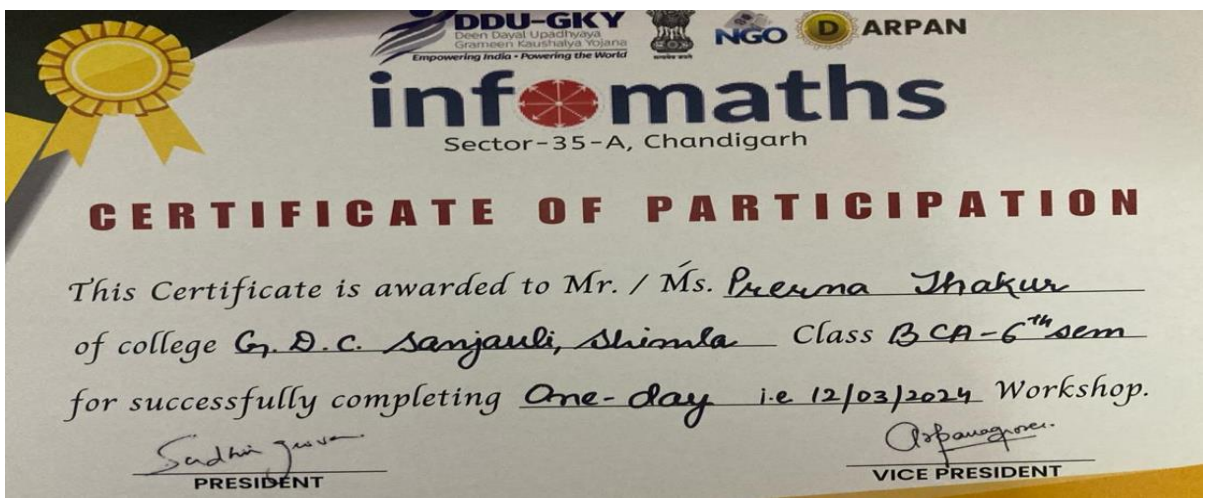 DDU-GKY
Deen Dayal Upadhyaya
Grameen Kaushalya Yojana
Empowering India • Powering the World
NGO DARPAN
infomaths
Sector-35-A, Chandigarh
CERTIFICATE OF PARTICIPATION
This Certificate is awarded to Mr. / Ms. Prerna Thakur
of college G.D.C. Sanjauli, Shimla Class BCA-6th sem
for successfully completing One-day i.e 12/03/2024 Workshop.
PRESIDENT
VICE PRESIDENT